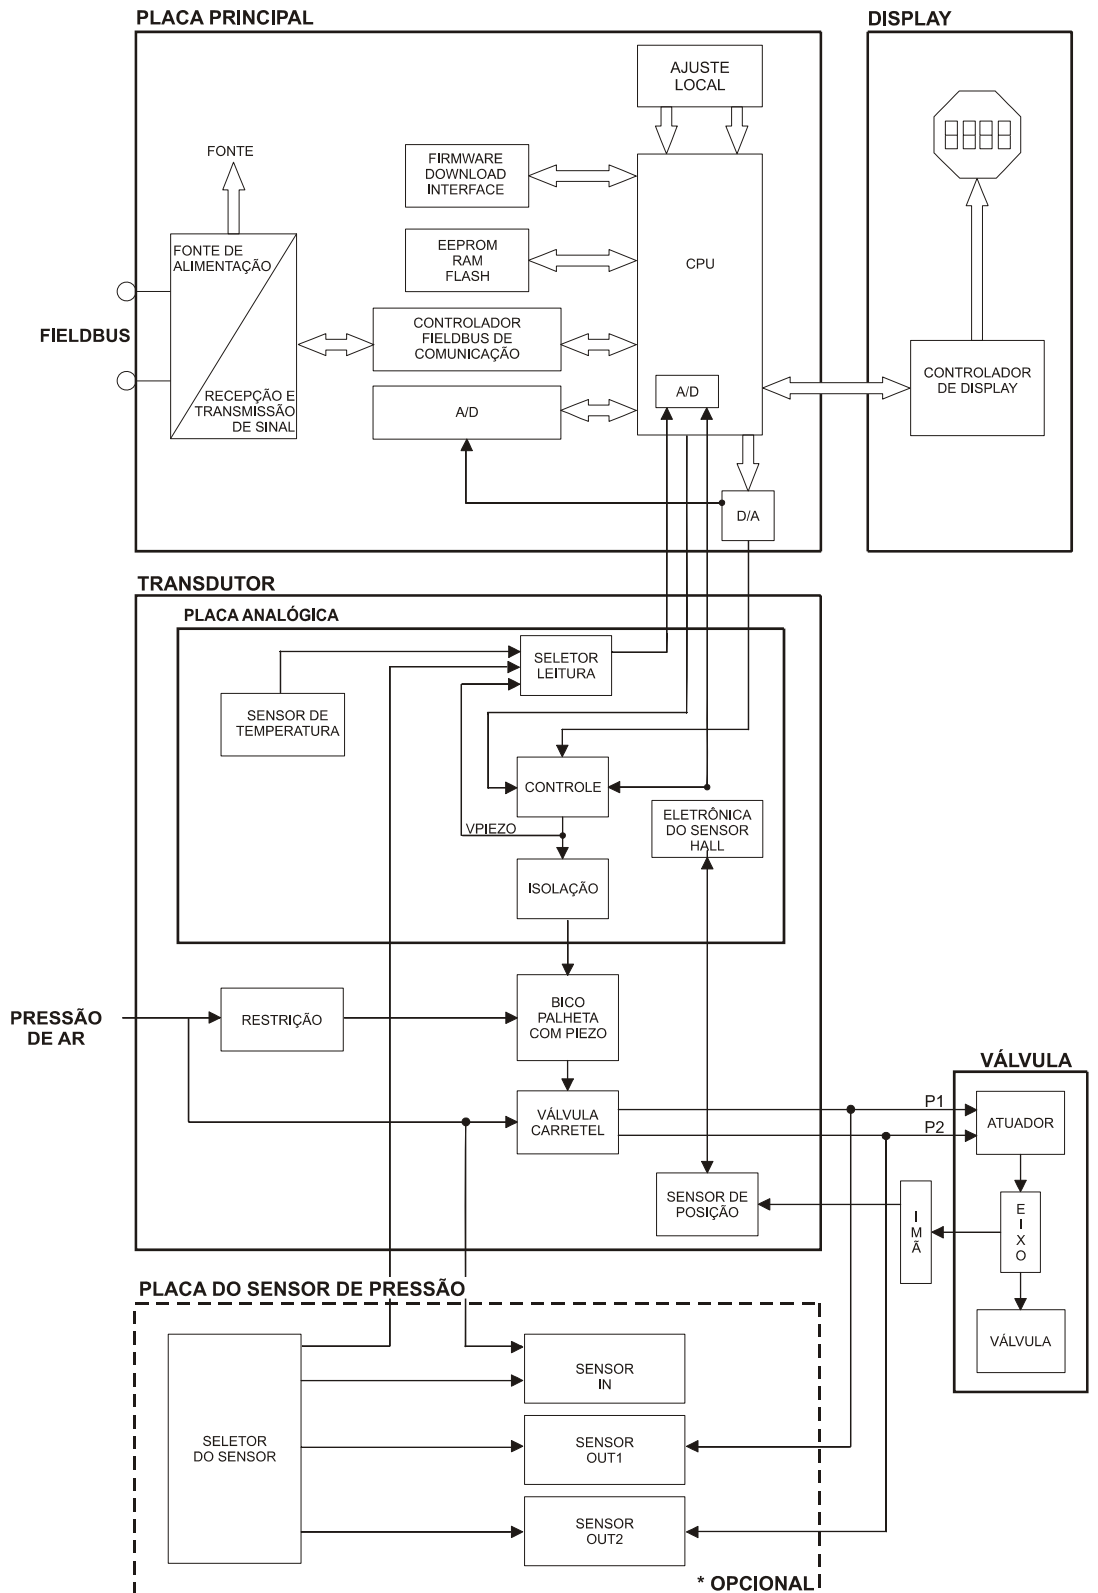 PLACA PRINCIPAL
DISPLAY
AJUSTE
LOCAL
FONTE
FIRMWARE
DOWNLOAD
INTERFACE
FONTE DE
ALIMENTAÇÃO
EEPROM
RAM
FLASH
CPU
FIELDBUS
CONTROLADOR
FIELDBUS DE
COMUNICAÇÃO
RECEPÇÃO E
TRANSMISSÃO
DE SINAL
A/D
A/D
CONTROLADOR
DE DISPLAY
D/A
TRANSDUTOR
PLACA ANALÓGICA
SELETOR
LEITURA
SENSOR DE
TEMPERATURA
CONTROLE
VPIEZO
ELETRÔNICA
DO SENSOR
HALL
ISOLAÇÃO
PRESSÃO
DE AR
RESTRIÇÃO
BICO
PALHETA
COM PIEZO
VÁLVULA
CARRETEL
P1
P2
VÁLVULA
ATUADOR
SENSOR DE
POSIÇÃO
I
M
Ã
E
I
X
O
VÁLVULA
PLACA DO SENSOR DE PRESSÃO
SELETOR
DO SENSOR
SENSOR
IN
SENSOR
OUT1
SENSOR
OUT2
* OPCIONAL